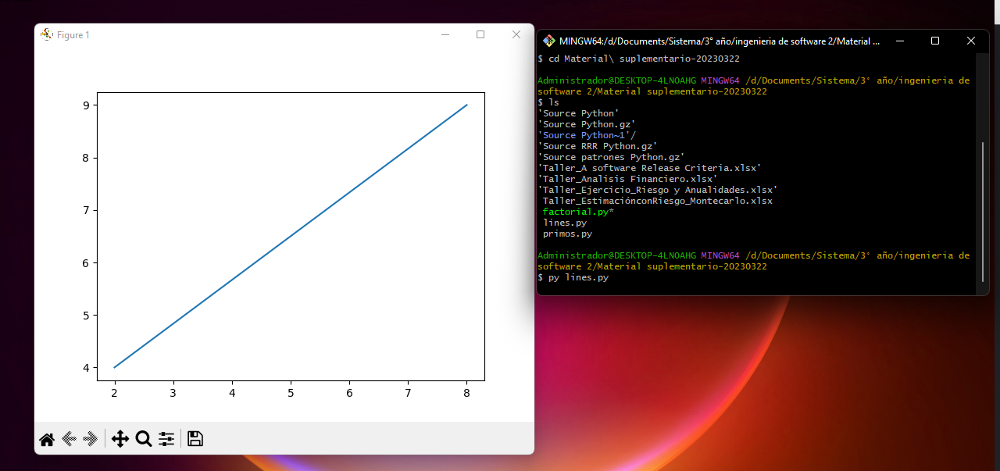 Figure 1
9
8
7
6
5
4
2 3 4 5 6 7 8
MINGW64:/d/Documents/Sistema/3° año/ingenieria de software 2/Material ...
$ cd Material\ suplementario-20230322
Administrador@DESKTOP-4LNOAHG MINGW64 /d/Documents/Sistema/3° año/ingenieria de
software 2/Material suplementario-20230322
$ ls
'Source Python'
'Source Python.gz'
'Source Python~1'/
'Source RRR Python.gz'
'Source patrones Python.gz'
'Taller_A software Release Criteria.xlsx'
'Taller_Analisis Financiero.xlsx'
'Taller_Ejercicio_Riesgo y Anualidades.xlsx'
Taller_EstimaciónconRiesgo_Montecarlo.xlsx
factorial.py*
lines.py
primos.py
Administrador@DESKTOP-4LNOAHG MINGW64 /d/Documents/Sistema/3° año/ingenieria de
software 2/Material suplementario-20230322
$ py lines.py